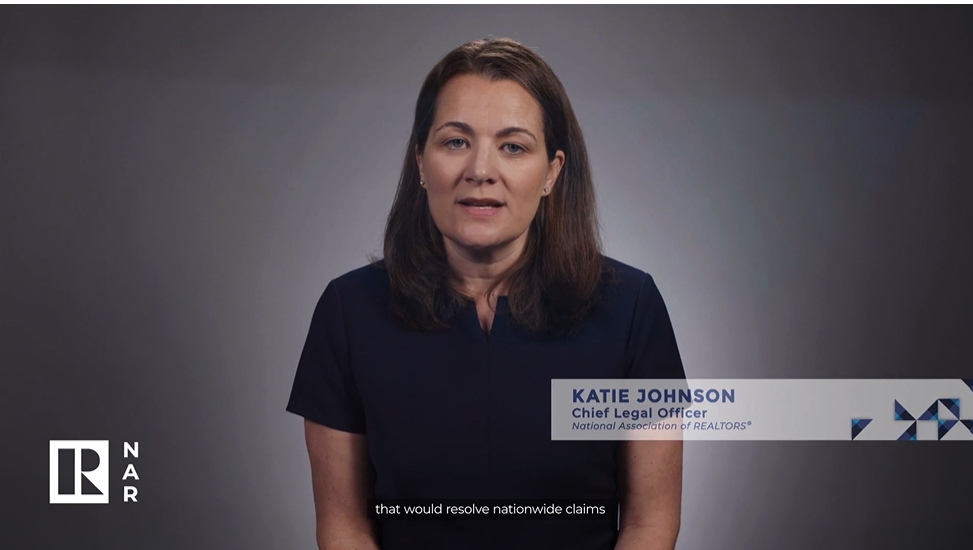 KATIE JOHNSON
Chief Legal Officer
National Association of REALTORS®
R
N
A
R
that would resolve nationwide claims